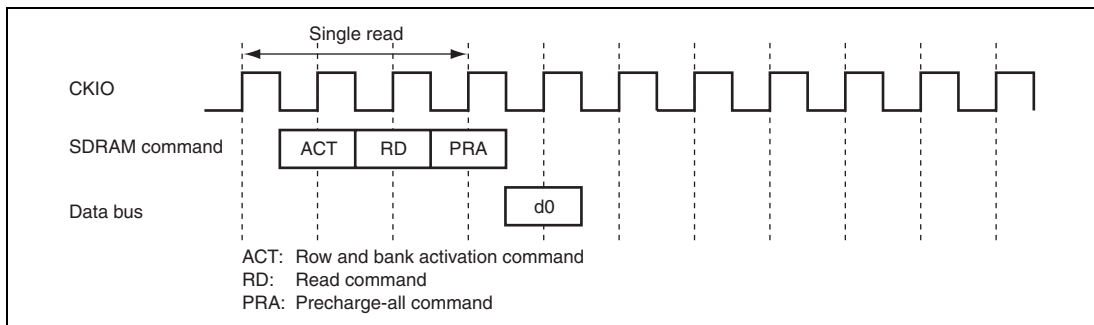 Single read
CKIO
SDRAM command
ACT
RD
PRA
Data bus
d0
ACT: Row and bank activation command
RD: Read command
PRA: Precharge-all command